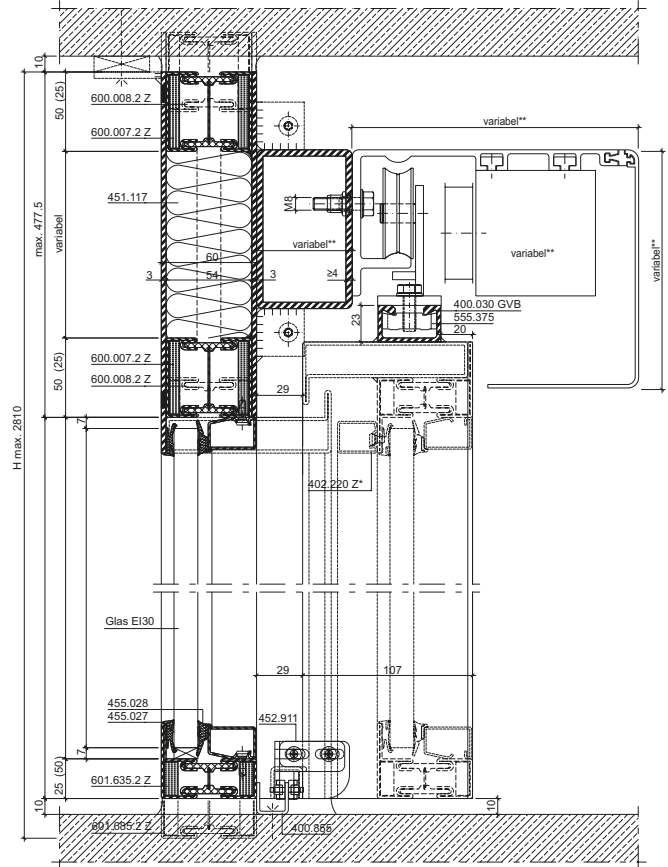 10
50 (25)
600.008.2 Z
600.007.2 Z
variabel**
451.117
M8
variabel**
variabel**
variabel**
max. 477.5
variabel
60
3
54
3
≥4
400.030 GVB
555.375
23
20
600.007.2 Z
600.008.2 Z
50 (25)
29
7
H max. 2810
402.220 Z*
Glas EI30
29
107
455.028
455.027
452.911
7
25 (50)
601.635.2 Z
10
10
601.685.2 Z
400.865